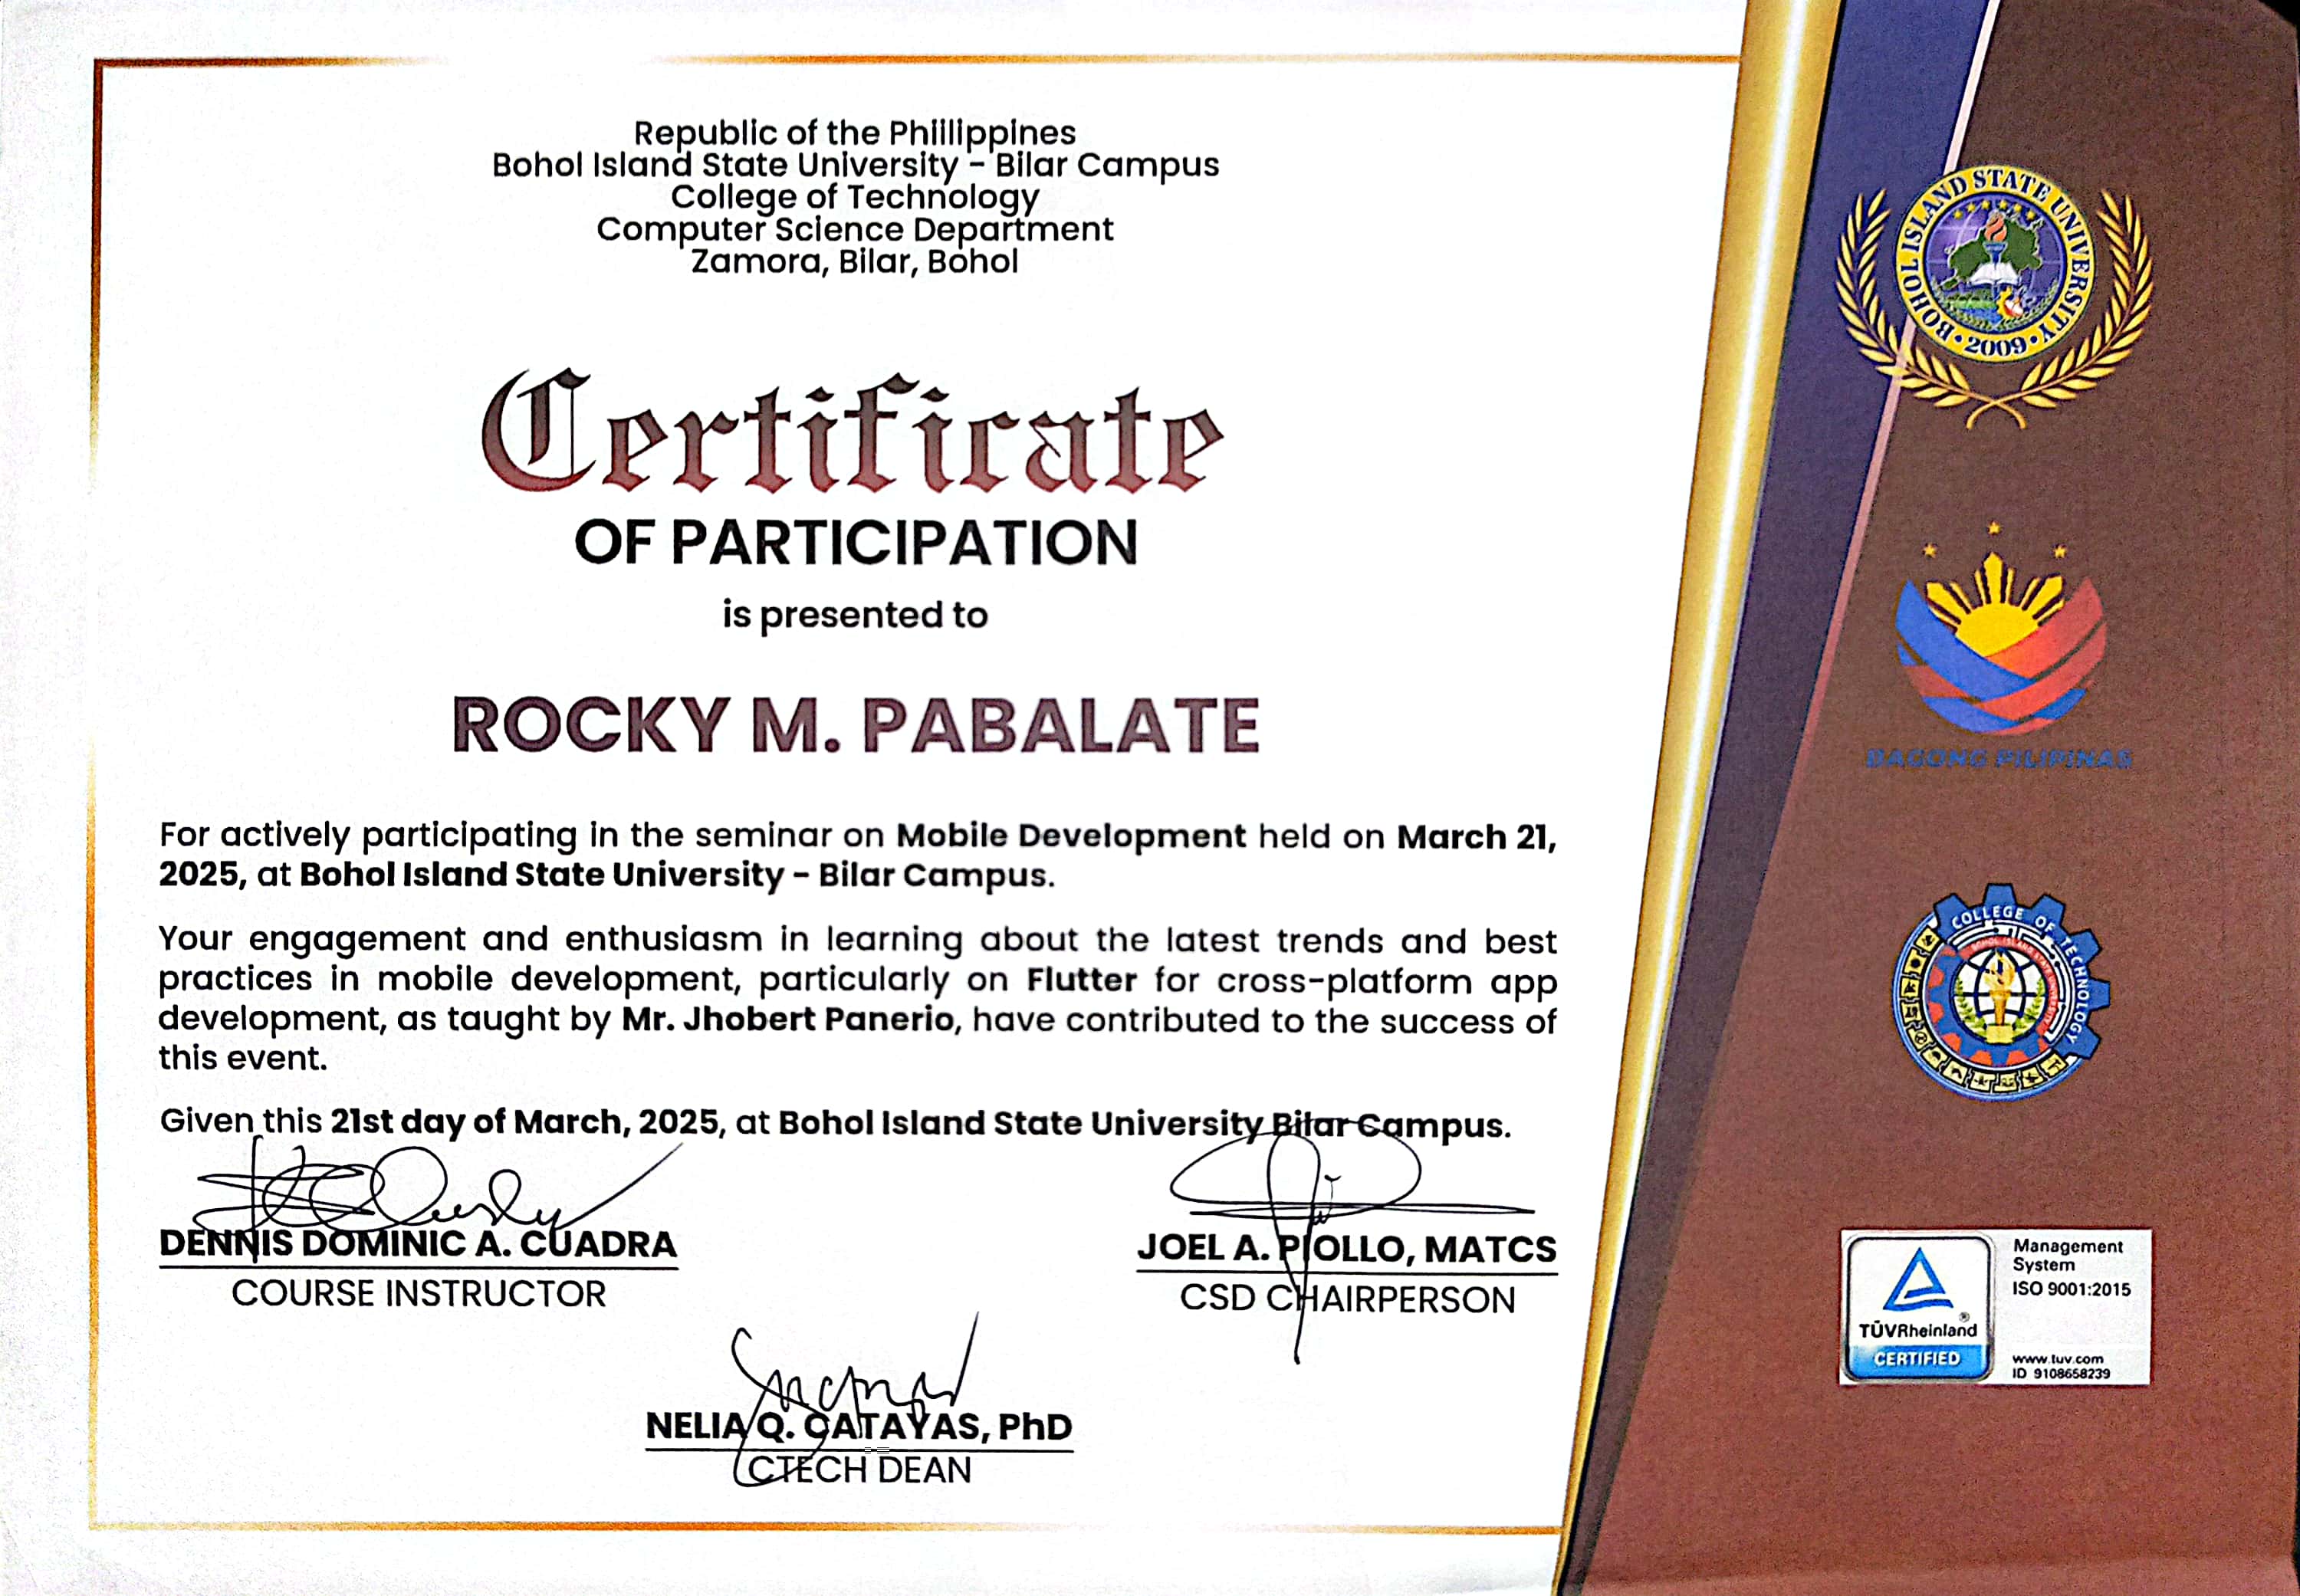 Republic of the Phillippines
Bohol Island State University - Bilar Campus
College of Technology
Computer Science Department
Zamora, Bilar, Bohol
Certificate
OF PARTICIPATION
is presented to
ROCKY M. PABALATE
For actively participating in the seminar on Mobile Development held on March 21,
2025, at Bohol Island State University - Bilar Campus.
Your engagement and enthusiasm in learning about the latest trends and best
practices in mobile development, particularly on Flutter for cross-platform app
development, as taught by Mr. Jhobert Panerio, have contributed to the success of
this event.
Given this 21st day of March, 2025, at Bohol Island State University Bilar Campus.
DENNIS DOMINIC A. CUADRA
COURSE INSTRUCTOR
JOEL A. PIOLLO, MATCS
CSD CHAIRPERSON
NELIA Q. CATAYAS, PhD
CTECH DEAN
BOHOL ISLAND STATE UNIVERSITY
• 2009 •
BAGONG PILIPINAS
COLLEGE OF TECHNOLOGY
BOHOL ISLAND STATE UNIVERSITY
TÜVRheinland®
CERTIFIED
Management
System
ISO 9001:2015
www.tuv.com
ID 9108658239